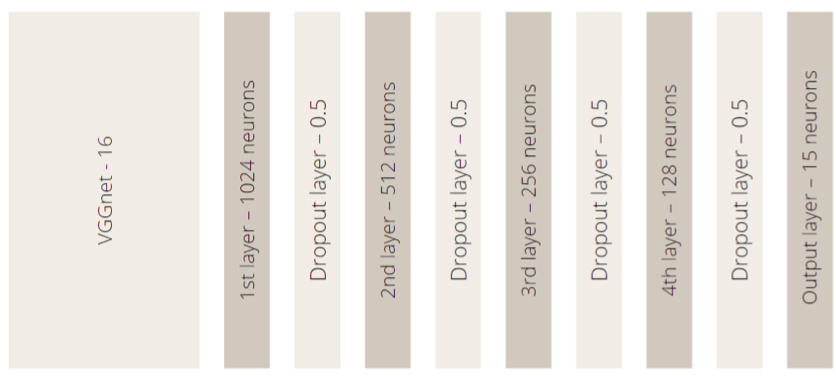 VGGnet - 16
1st layer – 1024 neurons
Dropout layer – 0.5
2nd layer – 512 neurons
Dropout layer – 0.5
3rd layer – 256 neurons
Dropout layer – 0.5
4th layer – 128 neurons
Dropout layer – 0.5
Output layer – 15 neurons